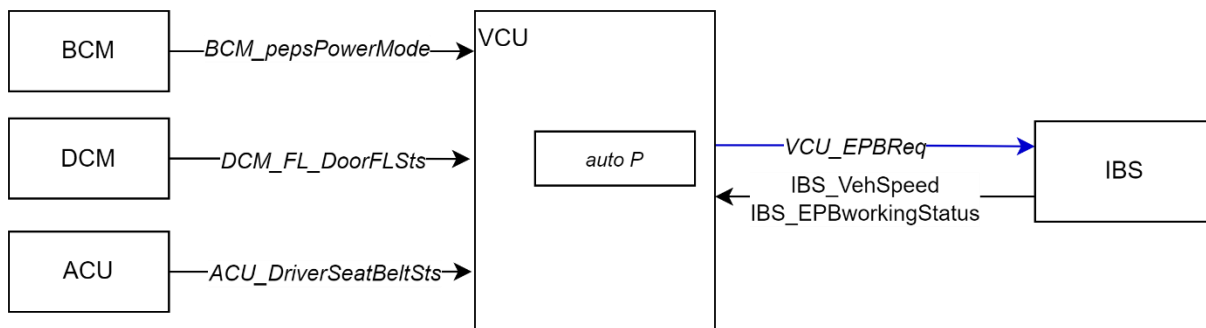 BCM
BCM_pepsPowerMode
VCU
DCM
DCM_FL_DoorFLSts
auto P
VCU_EPBReq
IBS_VehSpeed
IBS_EPBworkingStatus
IBS
ACU
ACU_DriverSeatBeltSts